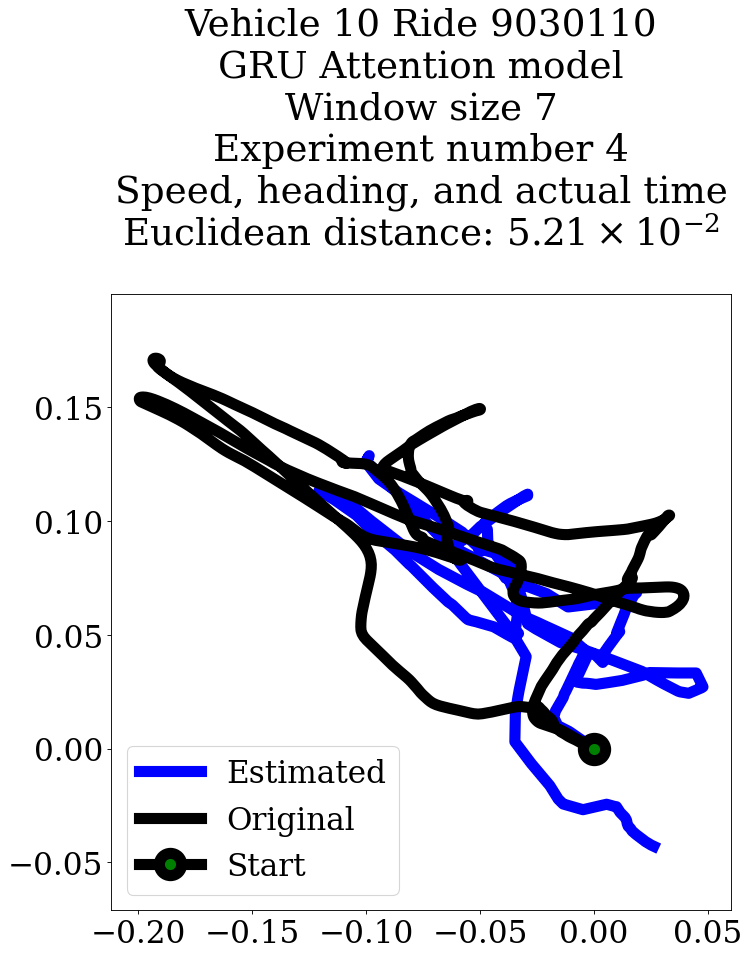 Vehicle 10 Ride 9030110
GRU Attention model
Window size 7
Experiment number 4
Speed, heading, and actual time
Euclidean distance: 5.21 × 10⁻²
0.15
0.10
0.05
0.00
−0.05
Estimated
Original
Start
−0.20 −0.15 −0.10 −0.05 0.00 0.05